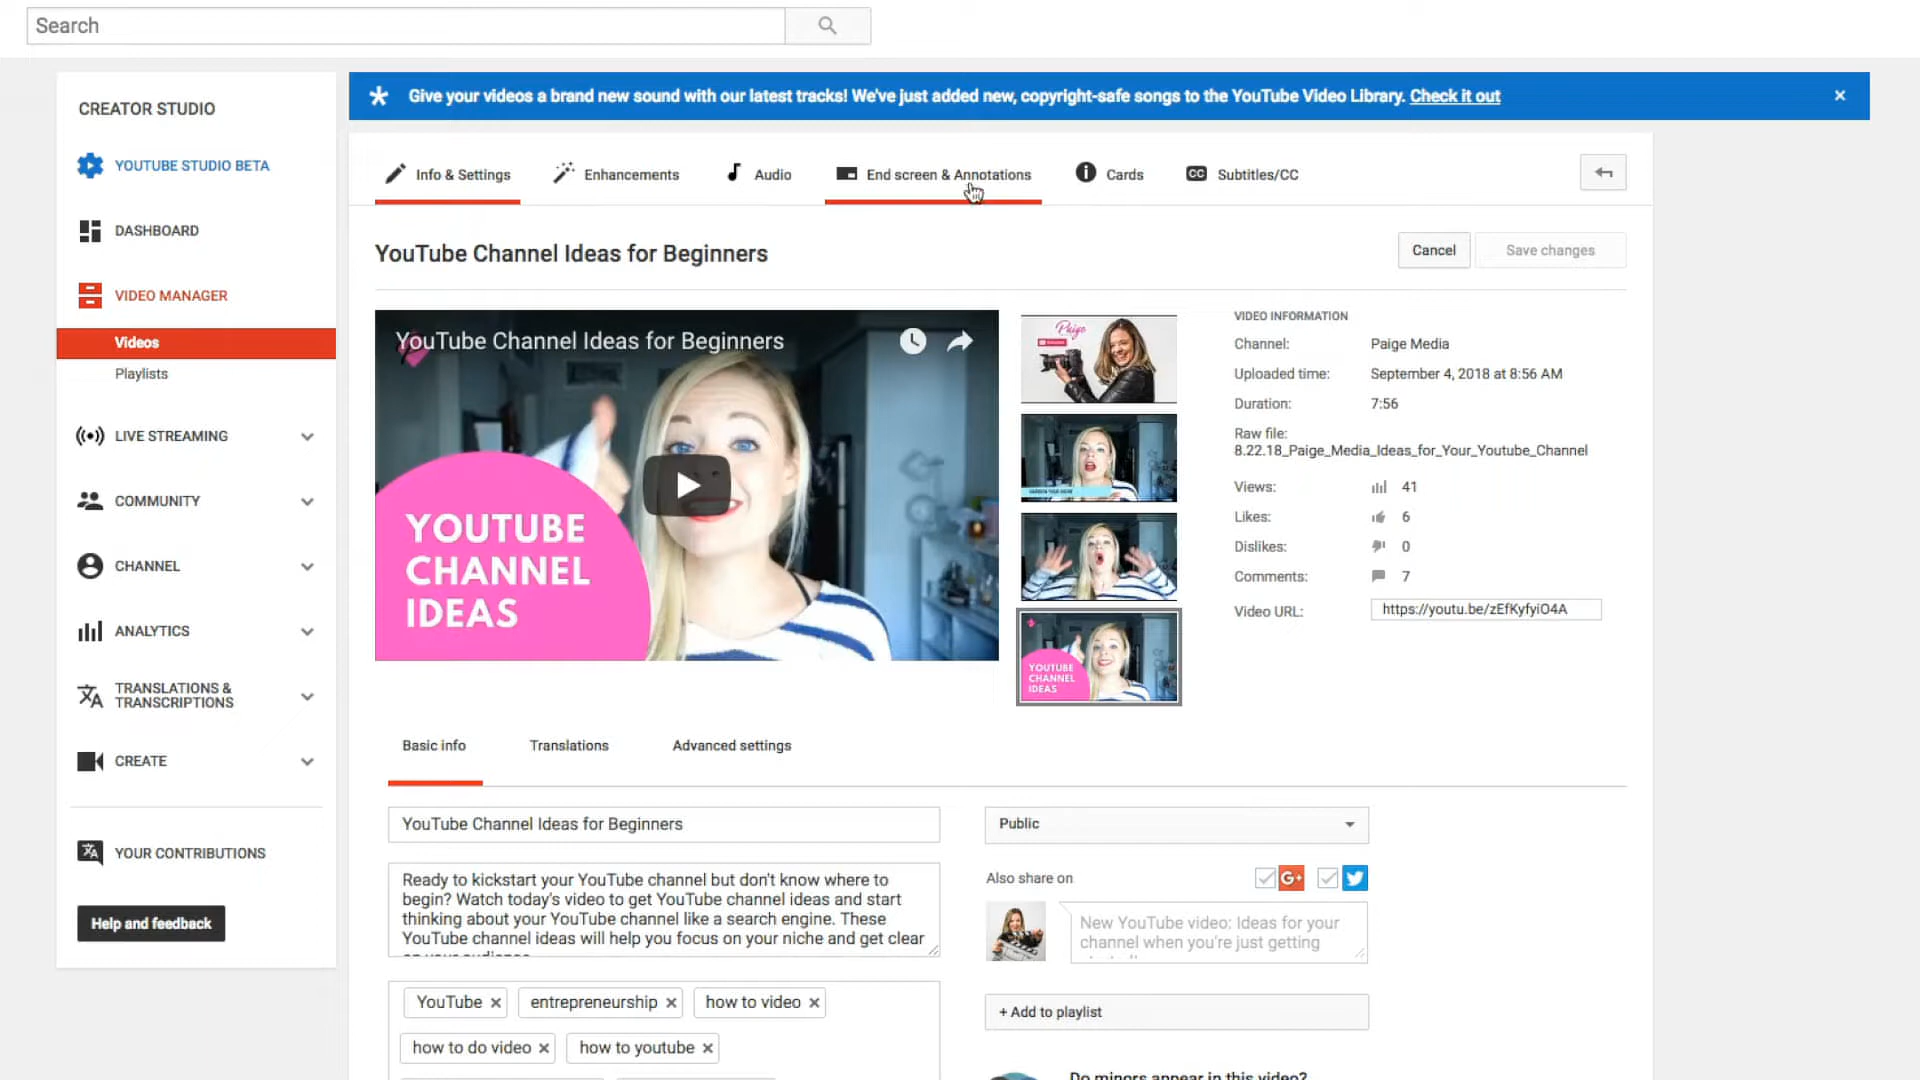 Search
CREATOR STUDIO
YOUTUBE STUDIO BETA
DASHBOARD
VIDEO MANAGER
Videos
Playlists
LIVE STREAMING
COMMUNITY
CHANNEL
ANALYTICS
TRANSLATIONS &
TRANSCRIPTIONS
CREATE
YOUR CONTRIBUTIONS
Help and feedback
Give your videos a brand new sound with our latest tracks! We've just added new, copyright-safe songs to the YouTube Video Library. Check it out
Info & Settings
Enhancements
Audio
End screen & Annotations
Cards
CC Subtitles/CC
YouTube Channel Ideas for Beginners
Cancel
Save changes
YouTube Channel Ideas for Beginners
YOUTUBE
CHANNEL
IDEAS
Paige
YOUTUBE
CHANNEL
IDEAS
VIDEO INFORMATION
Channel: Paige Media
Uploaded time: September 4, 2018 at 8:56 AM
Duration: 7:56
Raw file:
8.22.18_Paige_Media_Ideas_for_Your_Youtube_Channel
Views: 41
Likes: 6
Dislikes: 0
Comments: 7
Video URL: https://youtu.be/zEfKyfyiO4A
Basic info
Translations
Advanced settings
YouTube Channel Ideas for Beginners
Ready to kickstart your YouTube channel but don't know where to
begin? Watch today's video to get YouTube channel ideas and start
thinking about your YouTube channel like a search engine. These
YouTube channel ideas will help you focus on your niche and get clear
on your audience
YouTube
entrepreneurship
how to video
how to do video
how to youtube
Public
Also share on
G+
New YouTube video: Ideas for your
channel when you're just getting
+ Add to playlist
Do minors appear in this video?